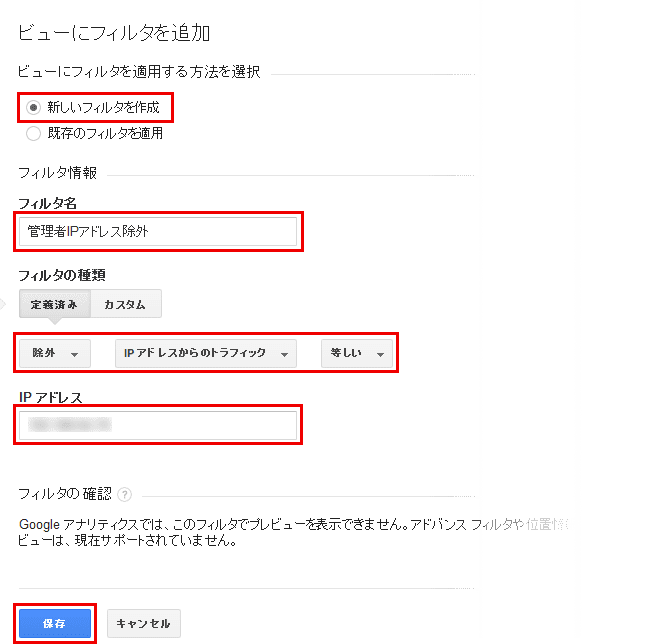 ビューにフィルタを追加
ビューにフィルタを適用する方法を選択
新しいフィルタを作成
既存のフィルタを適用
フィルタ情報
フィルタ名
管理者IPアドレス除外
フィルタの種類
定義済み カスタム
除外 IPアドレスからのトラフィック 等しい
IP アドレス
フィルタの確認 ?
Google アナリティクスでは、このフィルタでプレビューを表示できません。アドバンス フィルタや位置情
ビューは、現在サポートされていません。
保存 キャンセル